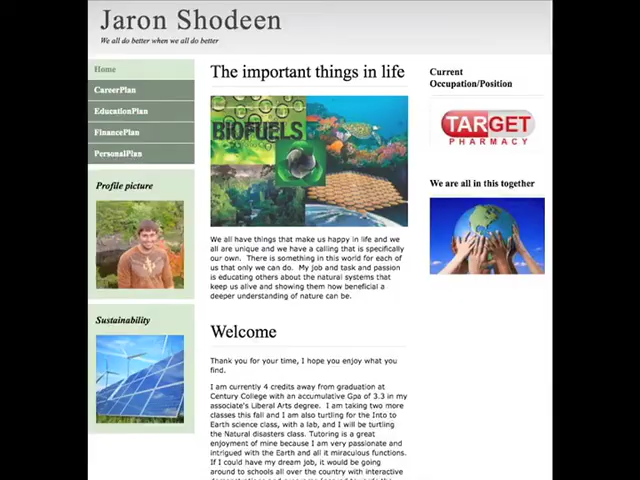 Jaron Shodeen
We all do better when we all do better
Home
CareerPlan
EducationPlan
FinancePlan
PersonalPlan
Profile picture
Sustainability
The important things in life
BIOFUELS
We all have things that make us happy in life and we
all are unique and we have a calling that is specifically
our own. There is something in this world for each of
us that only we can do. My job and task and passion
is educating others about the natural systems that
keep us alive and showing them how beneficial a
deeper understanding of nature can be.
Welcome
Thank you for your time, I hope you enjoy what you
find.
I am currently 4 credits away from graduation at
Century College with an accumulative Gpa of 3.3 in my
associate's Liberal Arts degree. I am taking two more
classes this fall and I am also turtling for the Into to
Earth science class, with a lab, and I will be turtling
the Natural disasters class. Tutoring is a great
enjoyment of mine because I am very passionate and
intrigued with the Earth and all it miraculous functions.
If I could have my dream job, it would be going
around to schools all over the country with interactive
Current
Occupation/Position
TARGET
PHARMACY
We are all in this together